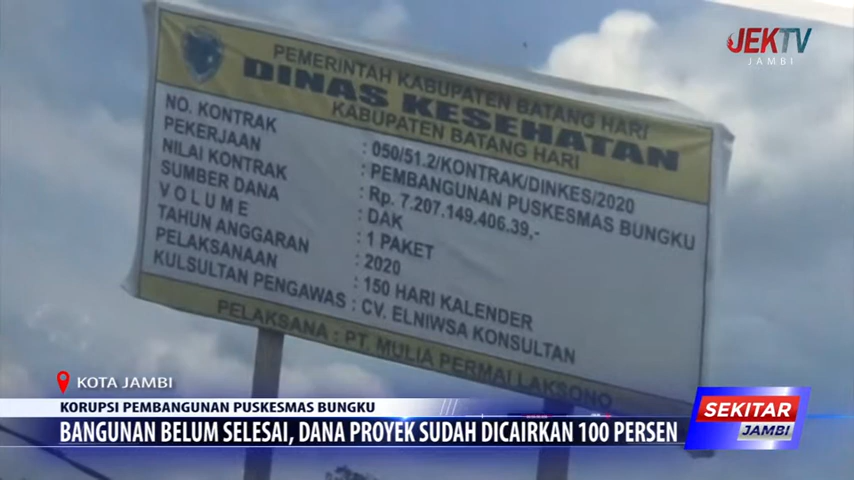 JEKTV
JAMBI
PEMERINTAH KABUPATEN BATANG HARI
DINAS KESEHATAN
KABUPATEN BATANG HARI
NO. KONTRAK : 050/51.2/KONTRAK/DINKES/2020
PEKERJAAN : PEMBANGUNAN PUSKESMAS BUNGKU
NILAI KONTRAK : Rp. 7.207.149.406.39,-
SUMBER DANA : DAK
V O L U M E : 1 PAKET
TAHUN ANGGARAN : 2020
PELAKSANAAN : 150 HARI KALENDER
KULSULTAN PENGAWAS : CV. ELNIWSA KONSULTAN
PELAKSANA : PT. MULIA PERMAI LAKSONO
KOTA JAMBI
KORUPSI PEMBANGUNAN PUSKESMAS BUNGKU
BANGUNAN BELUM SELESAI, DANA PROYEK SUDAH DICAIRKAN 100 PERSEN
SEKITAR
JAMBI